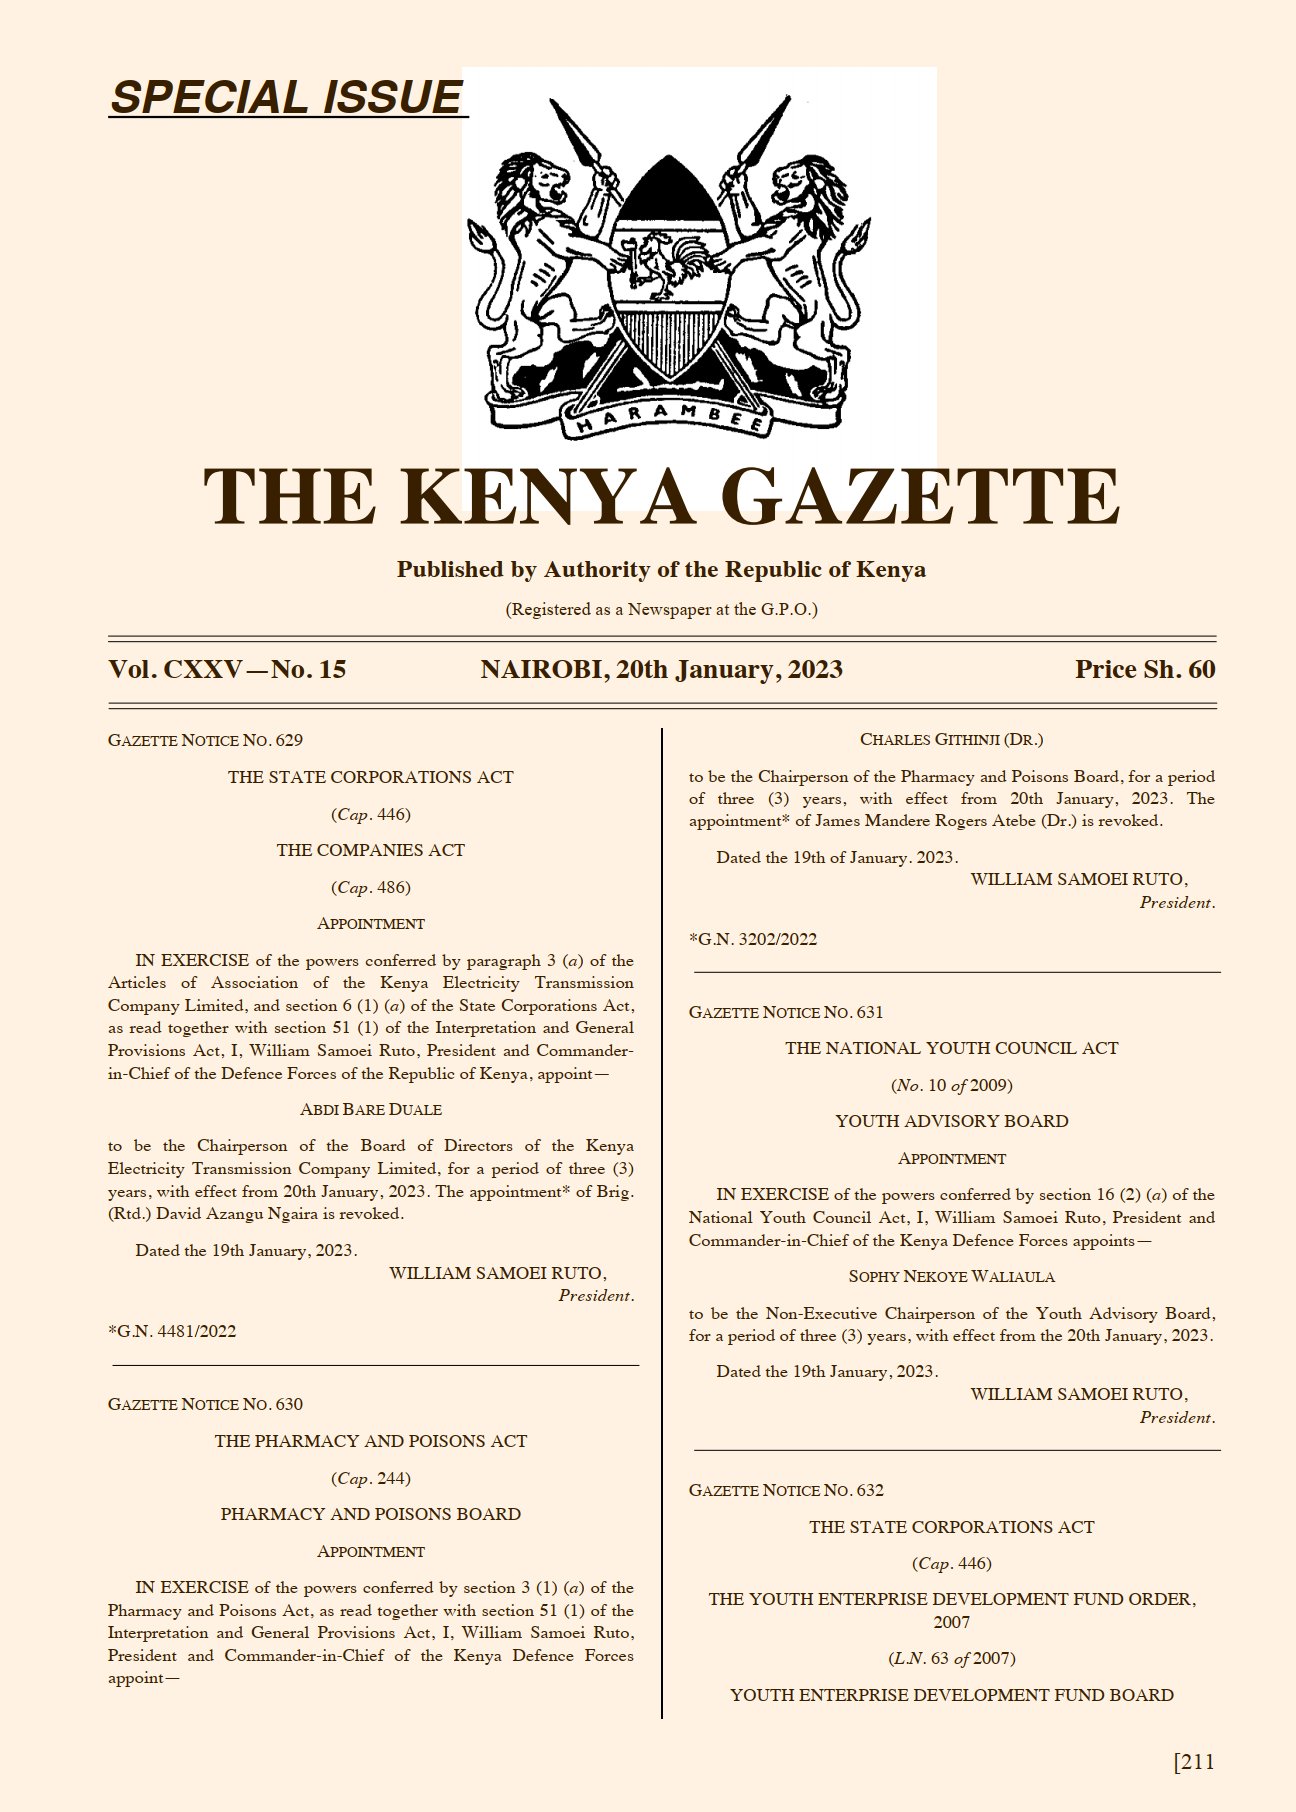 SPECIAL ISSUE
HARAMBEE
THE KENYA GAZETTE
Published by Authority of the Republic of Kenya
(Registered as a Newspaper at the G.P.O.)
Vol. CXXV—No. 15 NAIROBI, 20th January, 2023 Price Sh. 60
GAZETTE NOTICE NO. 629
THE STATE CORPORATIONS ACT
(Cap. 446)
THE COMPANIES ACT
(Cap. 486)
APPOINTMENT
IN EXERCISE of the powers conferred by paragraph 3 (a) of the
Articles of Association of the Kenya Electricity Transmission
Company Limited, and section 6 (1) (a) of the State Corporations Act,
as read together with section 51 (1) of the Interpretation and General
Provisions Act, I, William Samoei Ruto, President and Commander-
in-Chief of the Defence Forces of the Republic of Kenya, appoint—
ABDI BARE DUALE
to be the Chairperson of the Board of Directors of the Kenya
Electricity Transmission Company Limited, for a period of three (3)
years, with effect from 20th January, 2023. The appointment* of Brig.
(Rtd.) David Azangu Ngaira is revoked.
Dated the 19th January, 2023.
WILLIAM SAMOEI RUTO,
President.
*G.N. 4481/2022
GAZETTE NOTICE NO. 630
THE PHARMACY AND POISONS ACT
(Cap. 244)
PHARMACY AND POISONS BOARD
APPOINTMENT
IN EXERCISE of the powers conferred by section 3 (1) (a) of the
Pharmacy and Poisons Act, as read together with section 51 (1) of the
Interpretation and General Provisions Act, I, William Samoei Ruto,
President and Commander-in-Chief of the Kenya Defence Forces
appoint—
CHARLES GITHINJI (DR.)
to be the Chairperson of the Pharmacy and Poisons Board, for a period
of three (3) years, with effect from 20th January, 2023. The
appointment* of James Mandere Rogers Atebe (Dr.) is revoked.
Dated the 19th of January. 2023.
WILLIAM SAMOEI RUTO,
President.
*G.N. 3202/2022
GAZETTE NOTICE NO. 631
THE NATIONAL YOUTH COUNCIL ACT
(No. 10 of 2009)
YOUTH ADVISORY BOARD
APPOINTMENT
IN EXERCISE of the powers conferred by section 16 (2) (a) of the
National Youth Council Act, I, William Samoei Ruto, President and
Commander-in-Chief of the Kenya Defence Forces appoints—
SOPHY NEKOYE WALIAULA
to be the Non-Executive Chairperson of the Youth Advisory Board,
for a period of three (3) years, with effect from the 20th January, 2023.
Dated the 19th January, 2023.
WILLIAM SAMOEI RUTO,
President.
GAZETTE NOTICE NO. 632
THE STATE CORPORATIONS ACT
(Cap. 446)
THE YOUTH ENTERPRISE DEVELOPMENT FUND ORDER,
2007
(L.N. 63 of 2007)
YOUTH ENTERPRISE DEVELOPMENT FUND BOARD
[211